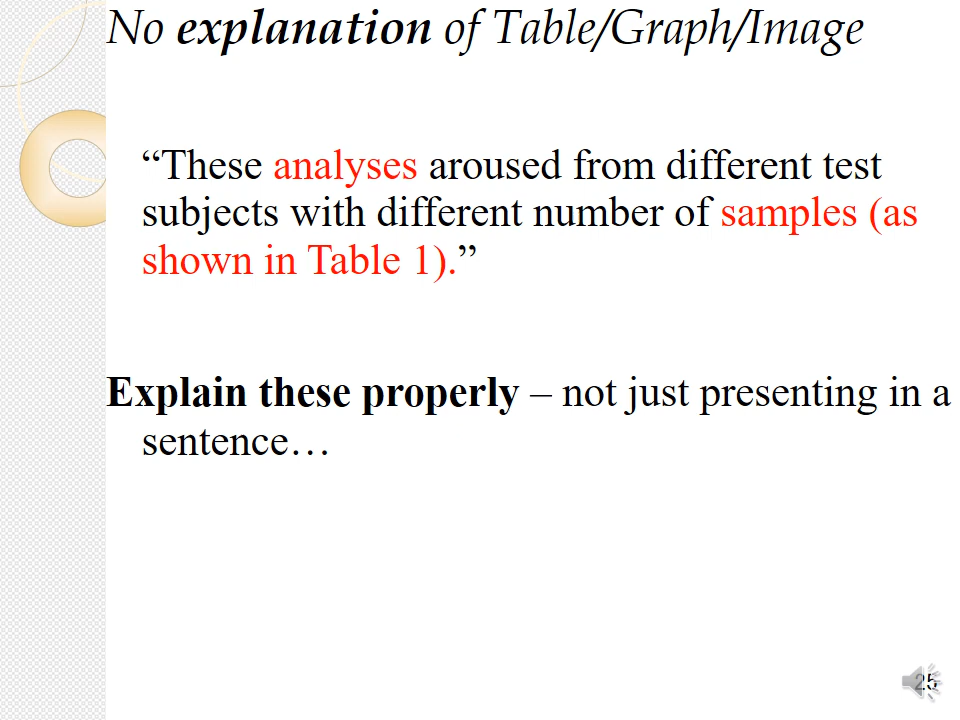 No explanation of Table/Graph/Image
“These analyses aroused from different test
subjects with different number of samples (as
shown in Table 1).”
Explain these properly – not just presenting in a
sentence…
25